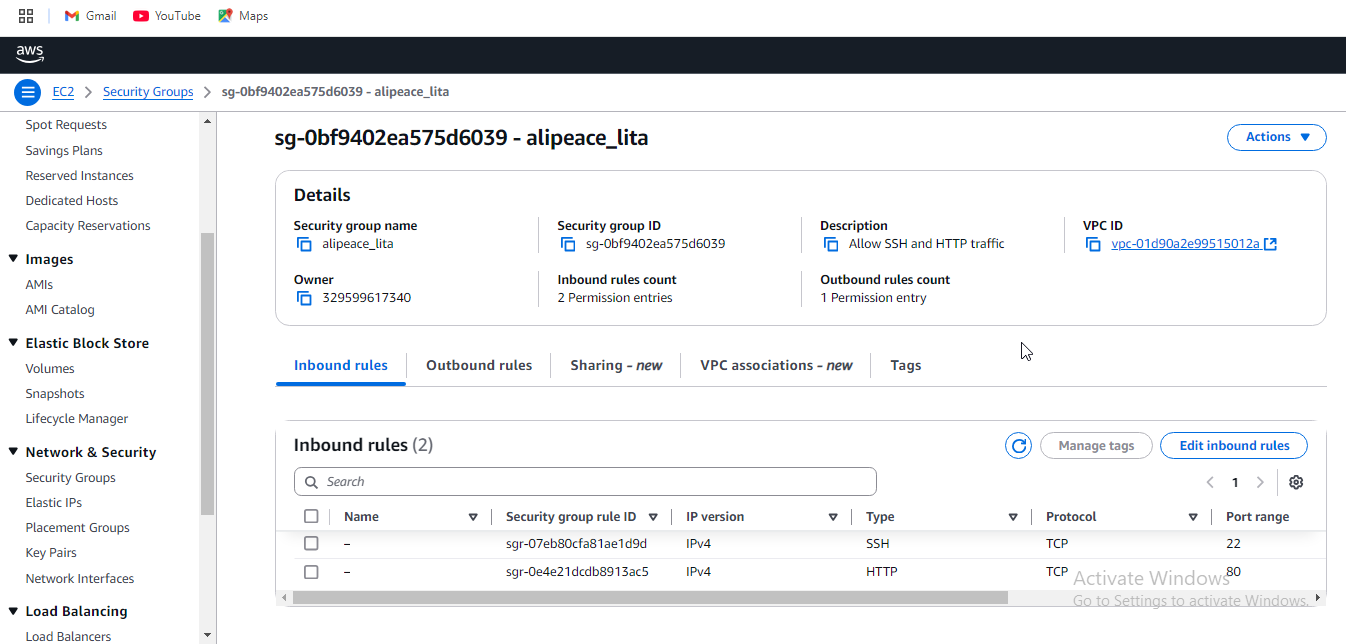 Gmail YouTube Maps
aws
EC2 Security Groups sg-0bf9402ea575d6039 - alipeace_lita
Spot Requests
Savings Plans
Reserved Instances
Dedicated Hosts
Capacity Reservations
Images
AMIs
AMI Catalog
Elastic Block Store
Volumes
Snapshots
Lifecycle Manager
Network & Security
Security Groups
Elastic IPs
Placement Groups
Key Pairs
Network Interfaces
Load Balancing
Load Balancers
sg-0bf9402ea575d6039 - alipeace_lita
Actions
Details
Security group name Security group ID Description VPC ID
alipeace_lita sg-0bf9402ea575d6039 Allow SSH and HTTP traffic vpc-01d90a2e99515012a
Owner Inbound rules count Outbound rules count
329599617340 2 Permission entries 1 Permission entry
Inbound rules Outbound rules Sharing - new VPC associations - new Tags
Inbound rules (2) Manage tags Edit inbound rules
Search 1
Name Security group rule ID IP version Type Protocol Port range
– sgr-07eb80cfa81ae1d9d IPv4 SSH TCP 22
– sgr-0e4e21dcdb8913ac5 IPv4 HTTP TCP 80
Activate Windows
Go to Settings to activate Windows.